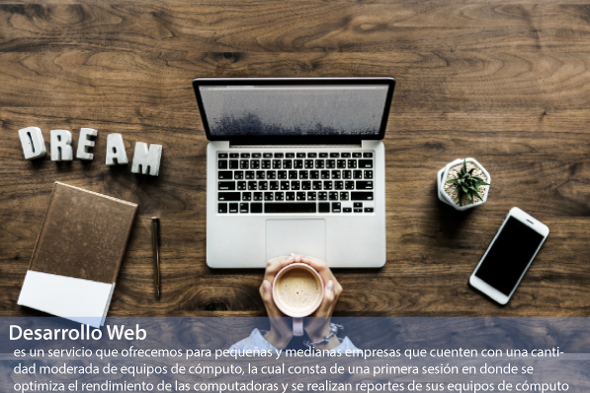 DREAM
Desarrollo Web
es un servicio que ofrecemos para pequeñas y medianas empresas que cuenten con una canti-
dad moderada de equipos de cómputo, la cual consta de una primera sesión en donde se
optimiza el rendimiento de las computadoras y se realizan reportes de sus equipos de cómputo